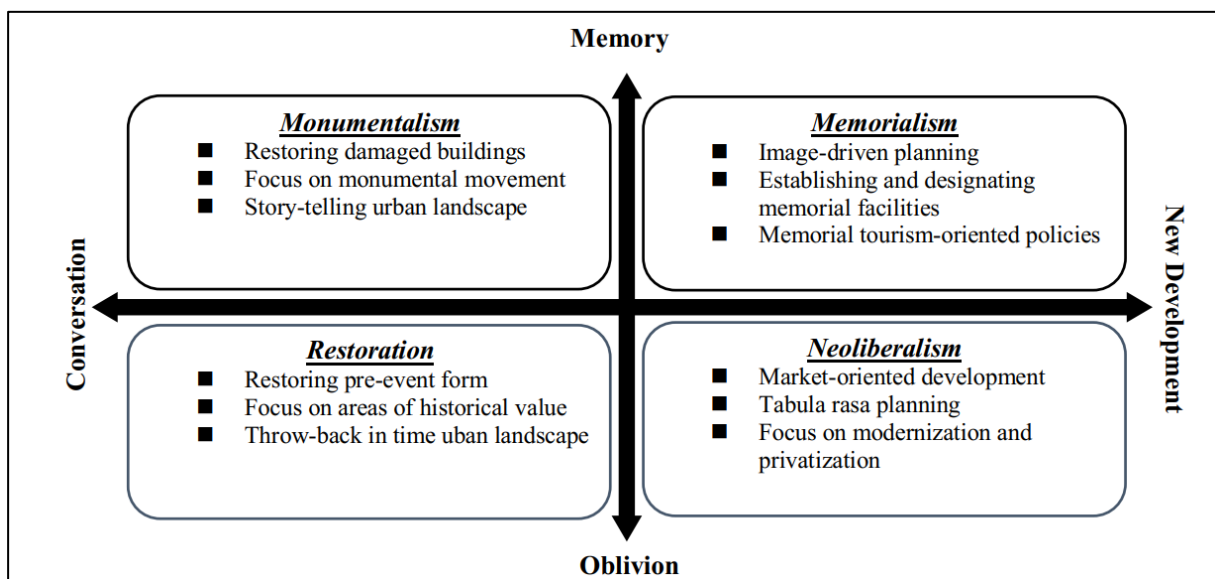 Memory
Monumentalism
■ Restoring damaged buildings
■ Focus on monumental movement
■ Story-telling urban landscape
Memorialism
■ Image-driven planning
■ Establishing and designating
memorial facilities
■ Memorial tourism-oriented policies
Conversation
New Development
Restoration
■ Restoring pre-event form
■ Focus on areas of historical value
■ Throw-back in time uban landscape
Neoliberalism
■ Market-oriented development
■ Tabula rasa planning
■ Focus on modernization and
privatization
Oblivion